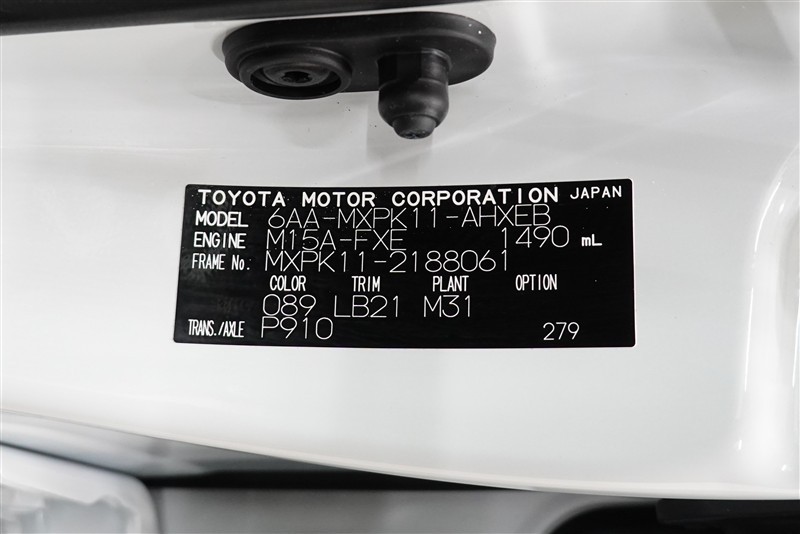 TOYOTA MOTOR CORPORATION JAPAN
MODEL 6AA-MXPK11-AHXEB
ENGINE M15A-FXE 1490 mL
FRAME No. MXPK11-2188061
COLOR TRIM PLANT OPTION
089 LB21 M31
TRANS./AXLE P910 279